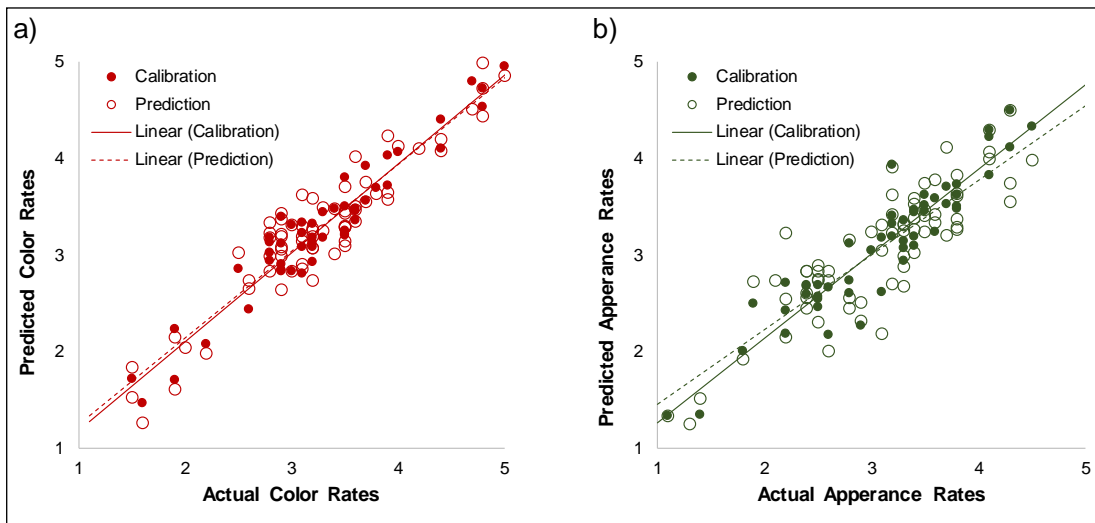 a)
Predicted Color Rates
5
4
3
2
1
Calibration
Prediction
Linear (Calibration)
Linear (Prediction)
1 2 3 4 5
Actual Color Rates
b)
Predicted Apperance Rates
5
4
3
2
1
Calibration
Prediction
Linear (Calibration)
Linear (Prediction)
1 2 3 4 5
Actual Apperance Rates